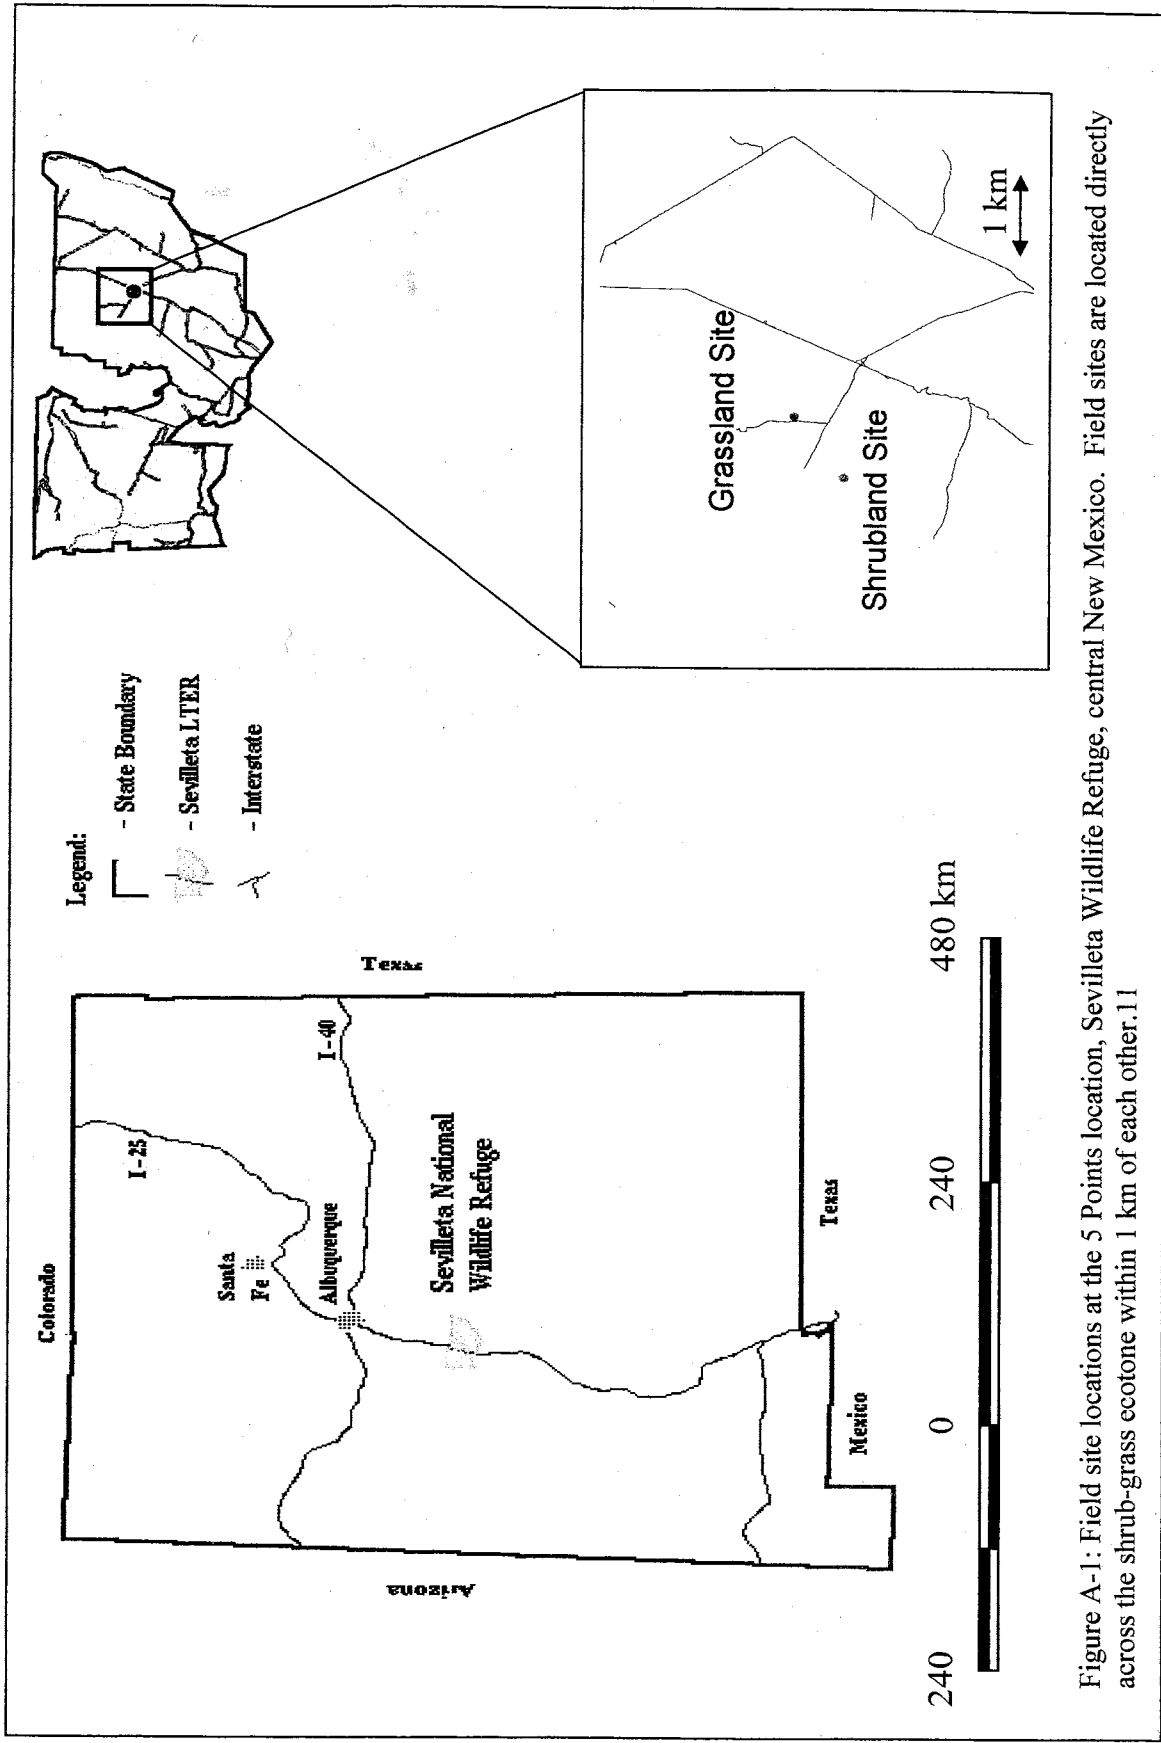 Colorado
I-25
Santa
Fe
Albuquerque
I-40
Texas
Arizona
Sevilleta National
Wildlife Refuge
Texas
Mexico
240
0
240
480 km
Legend:
- State Boundary
- Sevilleta LTER
- Interstate
Grassland Site
Shrubland Site
1 km
Figure A-1: Field site locations at the 5 Points location, Sevilleta Wildlife Refuge, central New Mexico. Field sites are located directly
across the shrub-grass ecotone within 1 km of each other.11